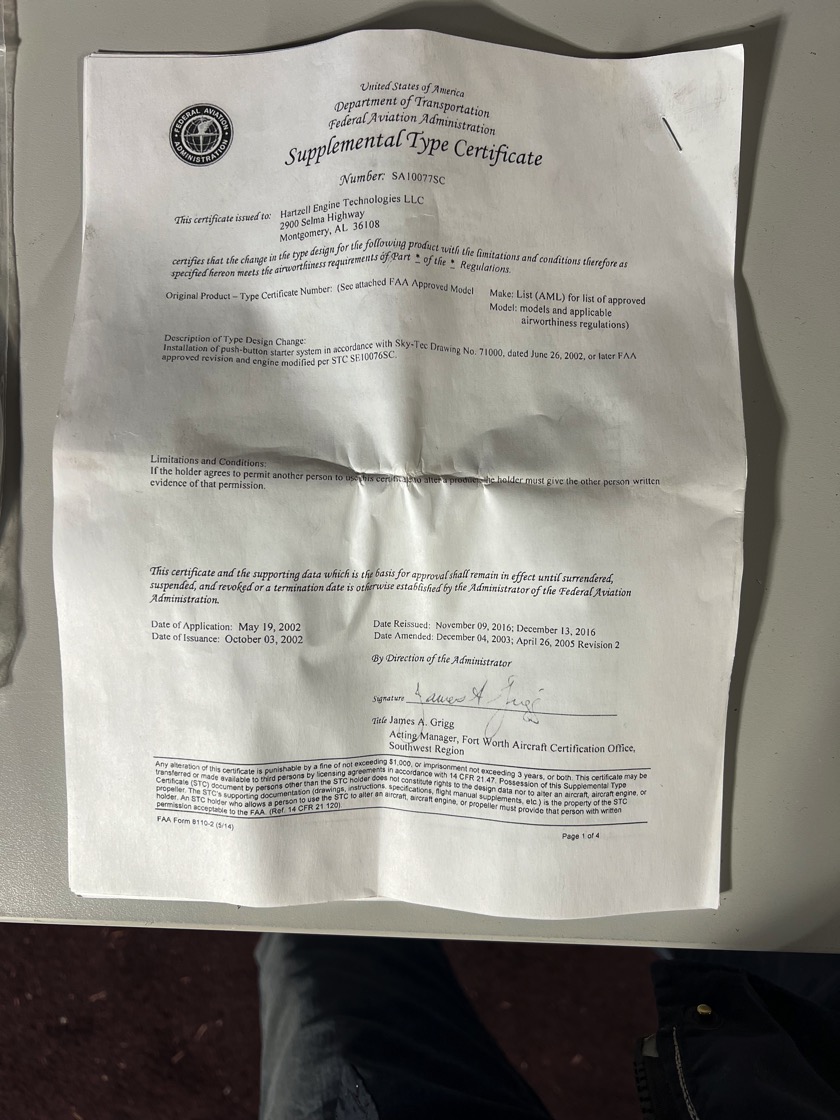 United States of America
Department of Transportation
Federal Aviation Administration
Supplemental Type Certificate
Number: SA10077SC
FEDERAL AVIATION
ADMINISTRATION
This certificate issued to: Hartzell Engine Technologies LLC
2900 Selma Highway
Montgomery, AL 36108
certifies that the change in the type design for the following product with the limitations and conditions therefore as
specified hereon meets the airworthiness requirements of Part * of the * Regulations.
Original Product – Type Certificate Number: (See attached FAA Approved Model
Make: List (AML) for list of approved
Model: models and applicable
airworthiness regulations)
Description of Type Design Change:
Installation of push-button starter system in accordance with Sky-Tec Drawing No. 71000, dated June 26, 2002, or later FAA
approved revision and engine modified per STC SE10076SC.
Limitations and Conditions:
If the holder agrees to permit another person to use this certificate to alter a product, the holder must give the other person written
evidence of that permission.
This certificate and the supporting data which is the basis for approval shall remain in effect until surrendered,
suspended, and revoked or a termination date is otherwise established by the Administrator of the Federal Aviation
Administration.
Date of Application: May 19, 2002
Date of Issuance: October 03, 2002
Date Reissued: November 09, 2016; December 13, 2016
Date Amended: December 04, 2003; April 26, 2005 Revision 2
By Direction of the Administrator
Signature James A Grigg
Title James A. Grigg
Acting Manager, Fort Worth Aircraft Certification Office,
Southwest Region
Any alteration of this certificate is punishable by a fine of not exceeding $1,000, or imprisonment not exceeding 3 years, or both. This certificate may be
transferred or made available to third persons by licensing agreements in accordance with 14 CFR 21.47. Possession of this Supplemental Type
Certificate (STC) document by persons other than the STC holder does not constitute rights to the design data nor to alter an aircraft, aircraft engine, or
propeller. The STC's supporting documentation (drawings, instructions, specifications, flight manual supplements, etc.) is the property of the STC
holder. An STC holder who allows a person to use the STC to alter an aircraft, aircraft engine, or propeller must provide that person with written
permission acceptable to the FAA. (Ref. 14 CFR 21.120)
FAA Form 8110-2 (5/14)
Page 1 of 4